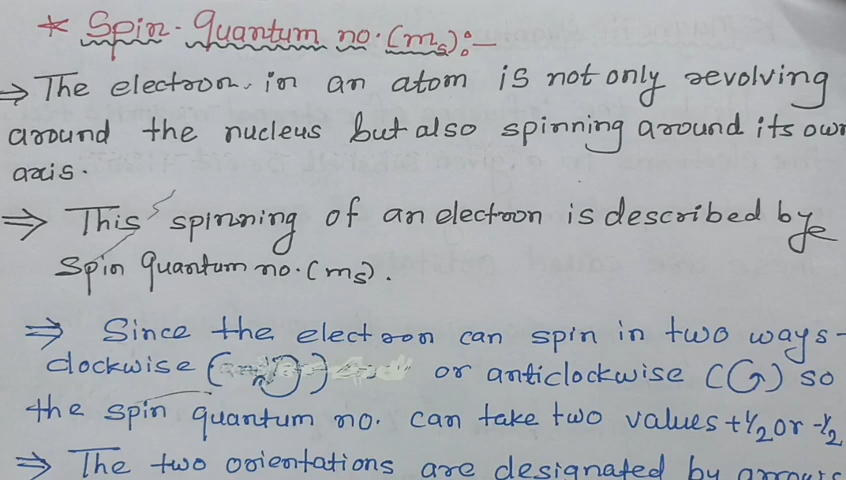 * Spin-Quantum no. (ms):-
⇒ The electron in an atom is not only revolving
around the nucleus but also spinning around its own
axis.
⇒ This spinning of an electron is described by
Spin Quantum no. (ms).
⇒ Since the electron can spin in two ways-
clockwise (↻) or anticlockwise (↺) so
the spin quantum no. can take two values +1/2 or -1/2
⇒ The two orientations are designated by arrows